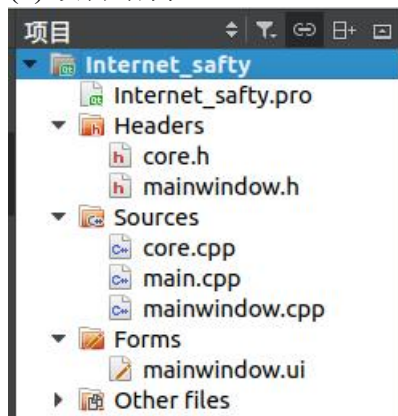 项目
Internet_safty
Internet_safty.pro
Headers
core.h
mainwindow.h
Sources
core.cpp
main.cpp
mainwindow.cpp
Forms
mainwindow.ui
Other files